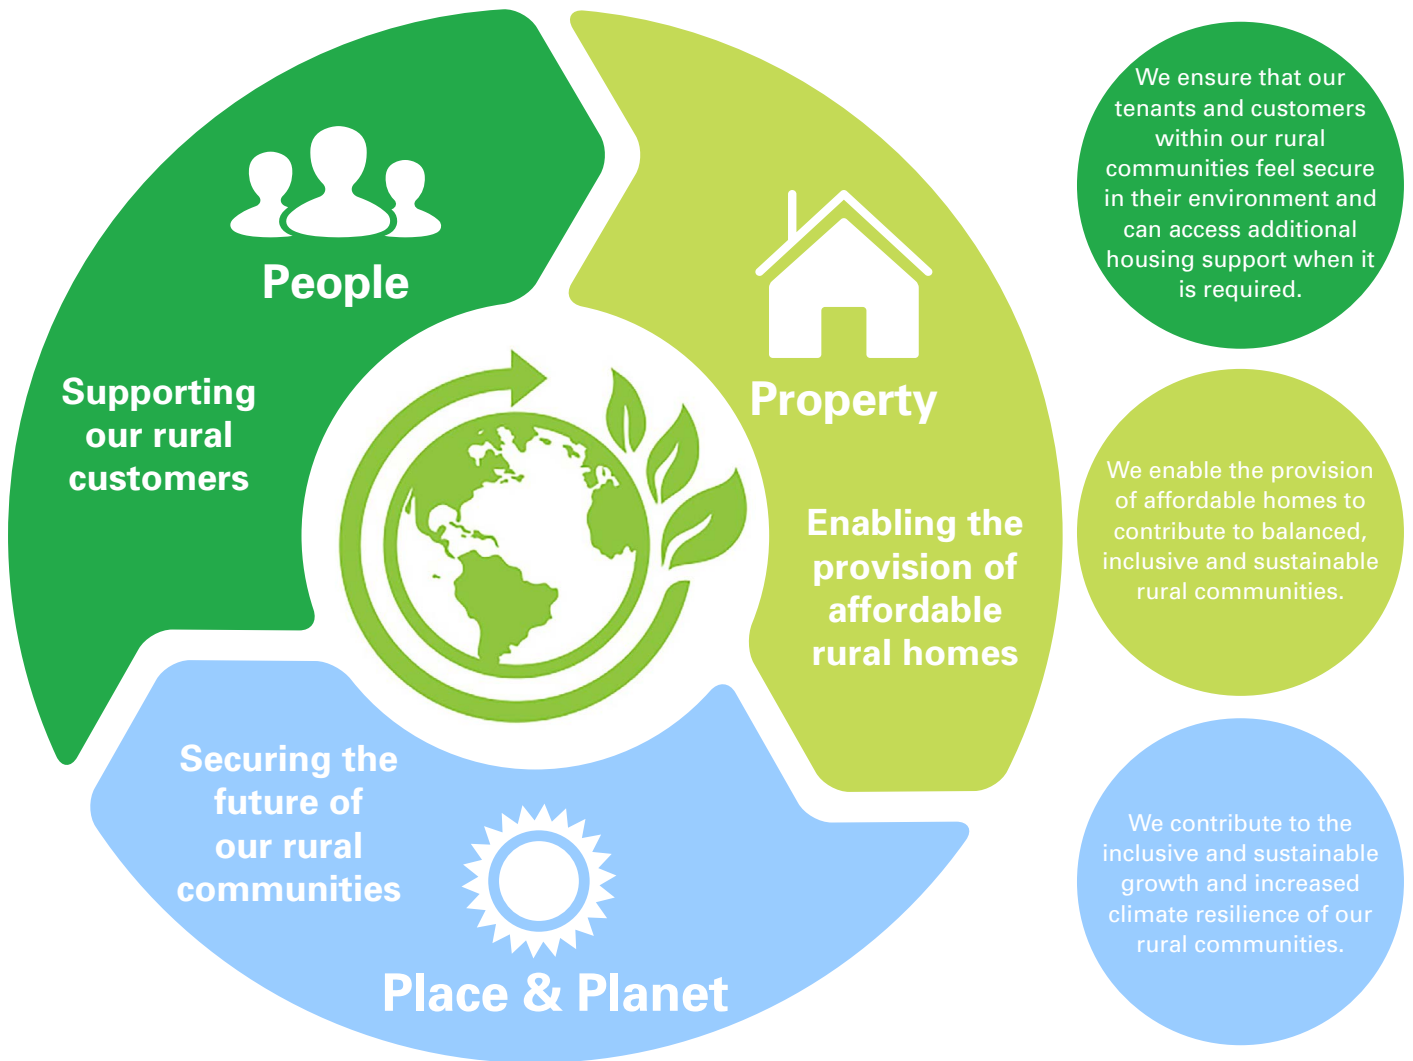 People
Supporting
our rural
customers
Property
Enabling the
provision of
affordable
rural homes
Securing the
future of
our rural
communities
Place & Planet
We ensure that our
tenants and customers
within our rural
communities feel secure
in their environment and
can access additional
housing support when it
is required.
We enable the provision
of affordable homes to
contribute to balanced,
inclusive and sustainable
rural communities.
We contribute to the
inclusive and sustainable
growth and increased
climate resilience of our
rural communities.